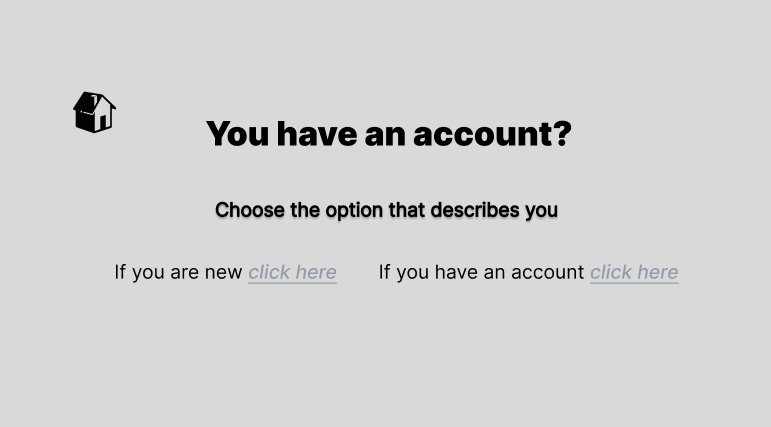 You have an account?
Choose the option that describes you
If you are new click here
If you have an account click here